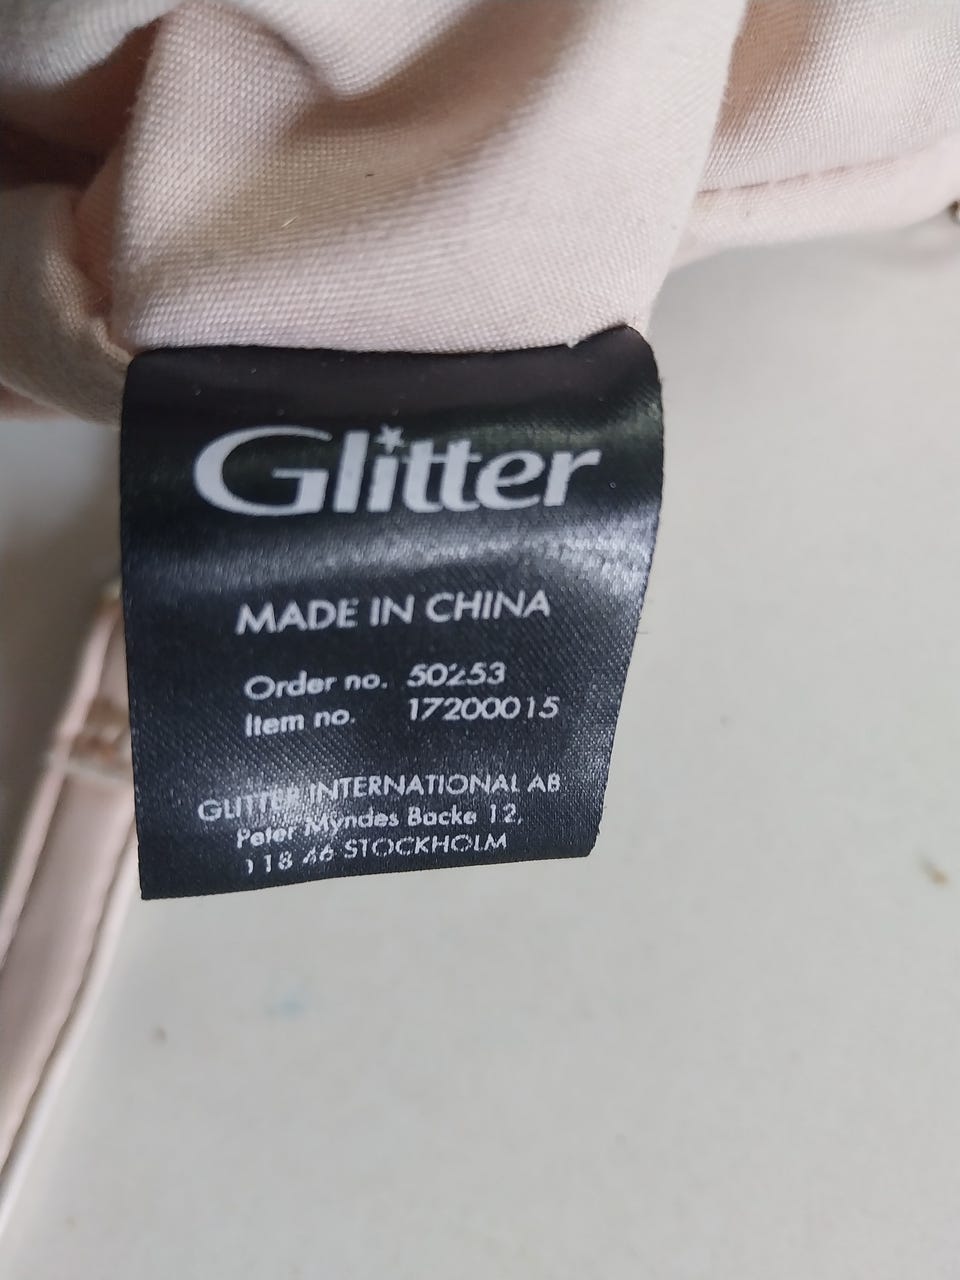 Glitter
MADE IN CHINA
Order no. 50253
Item no. 17200015
GLITTER INTERNATIONAL AB
Peter Myndes Backe 12,
118 46 STOCKHOLM